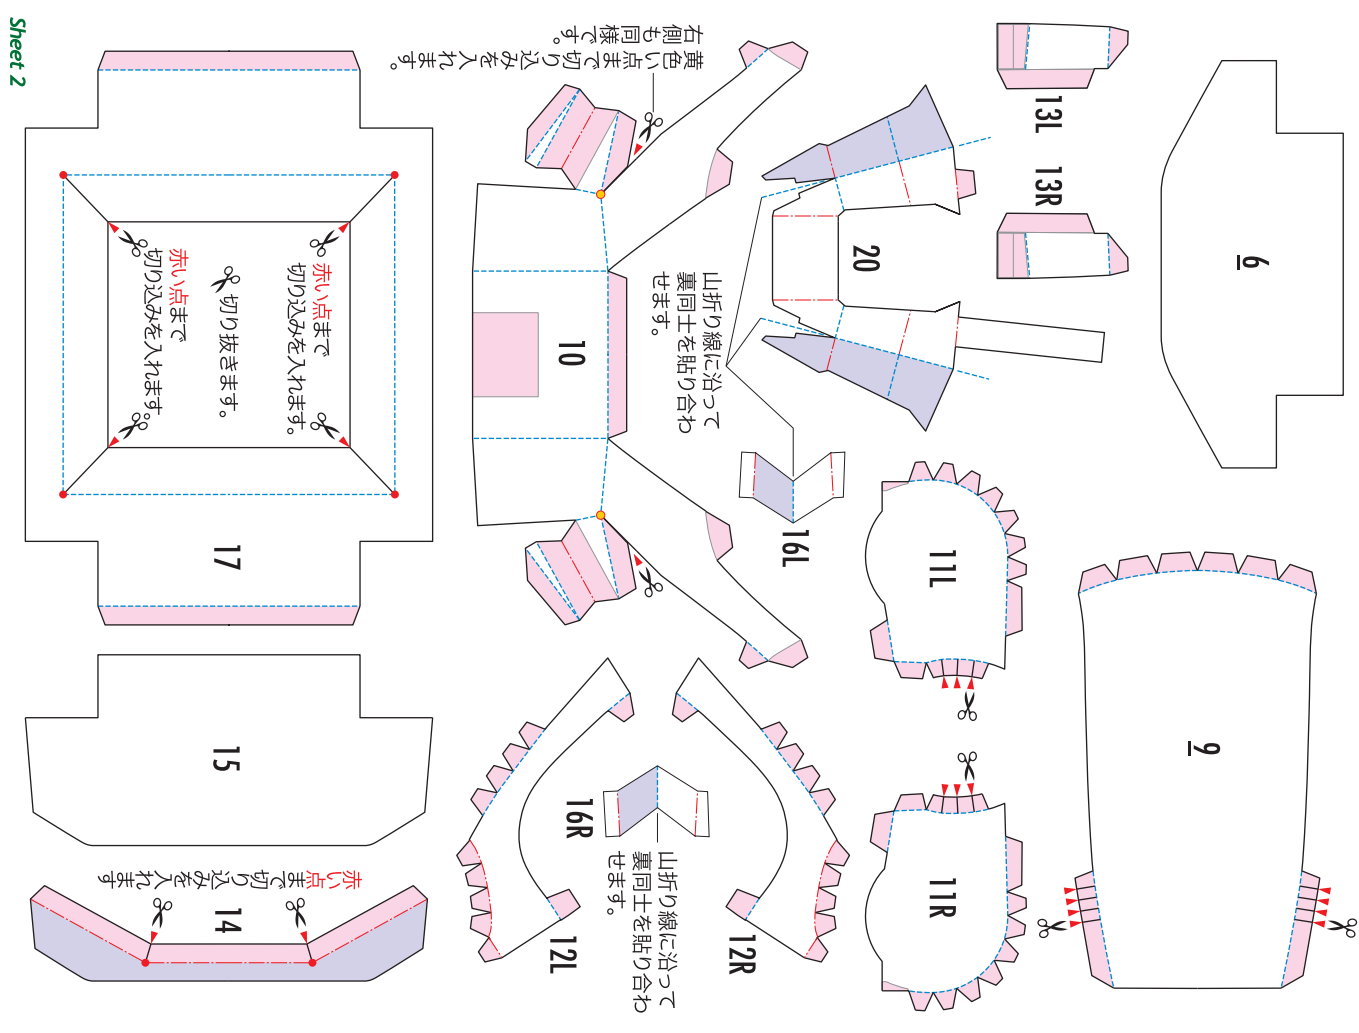 Sheet 2
右側も同様です。
黄色い点まで切り込みを入れます。
13L
13R
6
20
山折り線に沿って
裏同士を貼り合わ
せます。
10
赤い点まで
切り込みを入れます。
切り抜きます。
赤い点まで
切り込みを入れます。
17
16L
11L
9
15
16R
山折り線に沿って
裏同士を貼り合わ
せます。
12L
12R
11R
赤い点まで切り込みを入れます
14